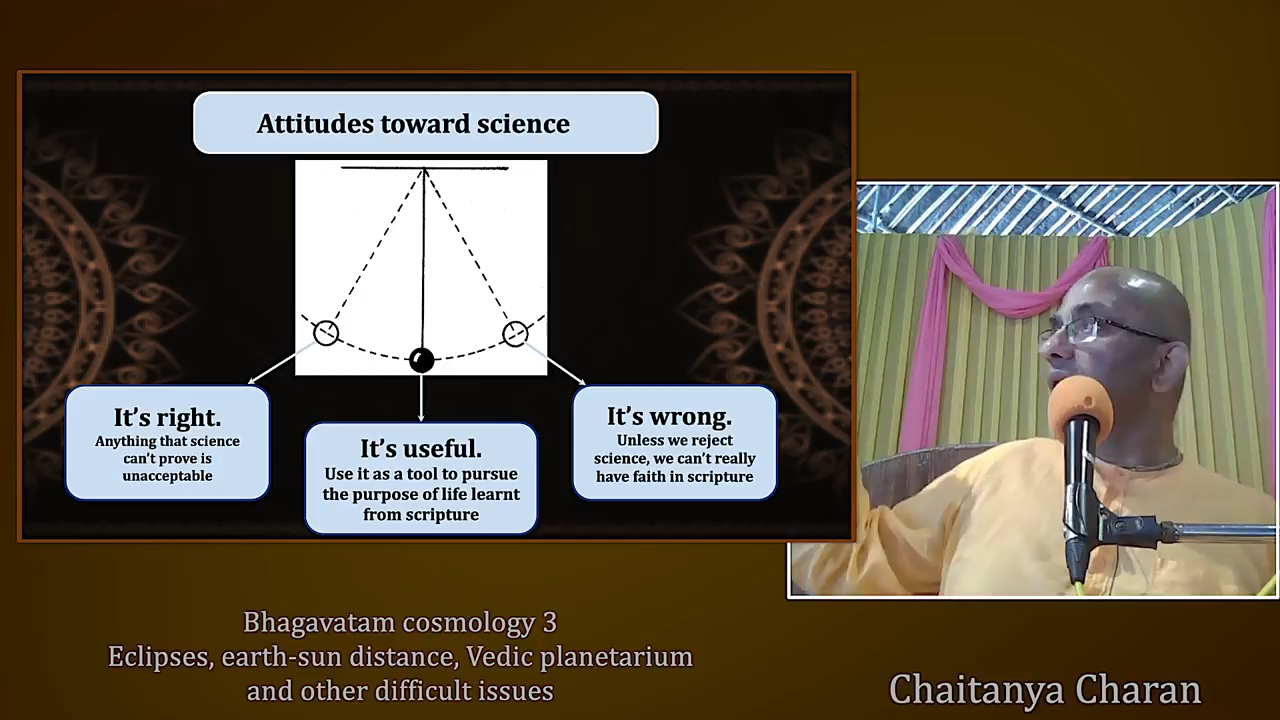 Attitudes toward science
It's right.
Anything that science
can't prove is
unacceptable
It's useful.
Use it as a tool to pursue
the purpose of life learnt
from scripture
It's wrong.
Unless we reject
science, we can't really
have faith in scripture
Bhagavatam cosmology 3
Eclipses, earth-sun distance, Vedic planetarium
and other difficult issues
Chaitanya Charan